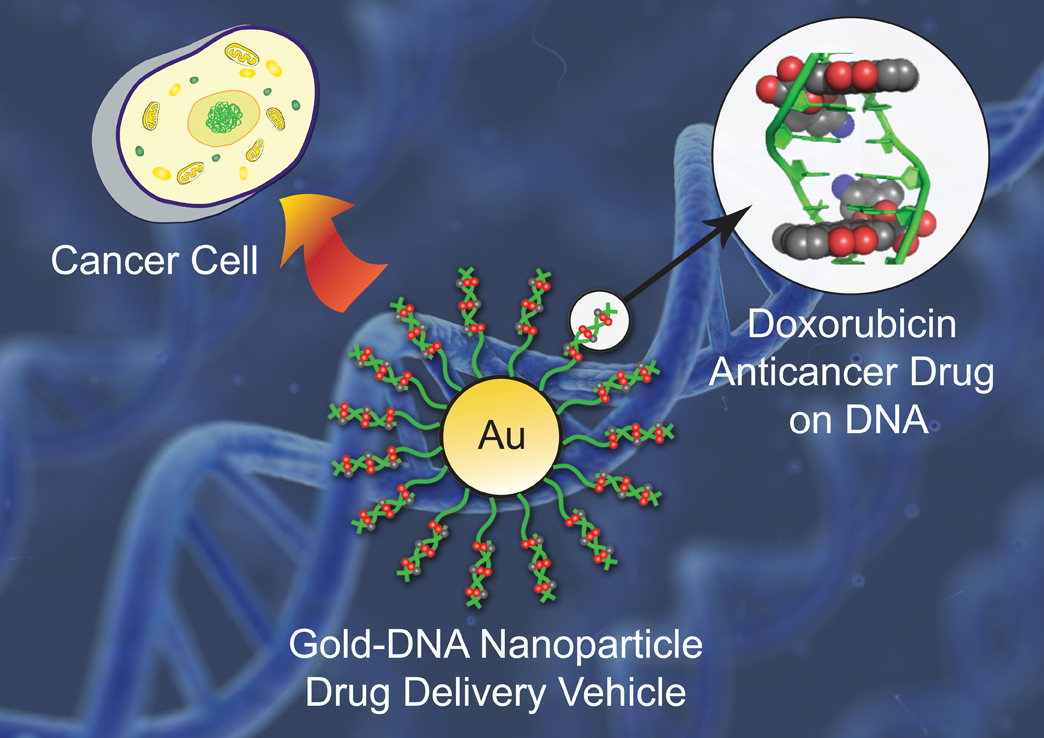 Cancer Cell
Doxorubicin
Anticancer Drug
on DNA
Au
Gold-DNA Nanoparticle
Drug Delivery Vehicle